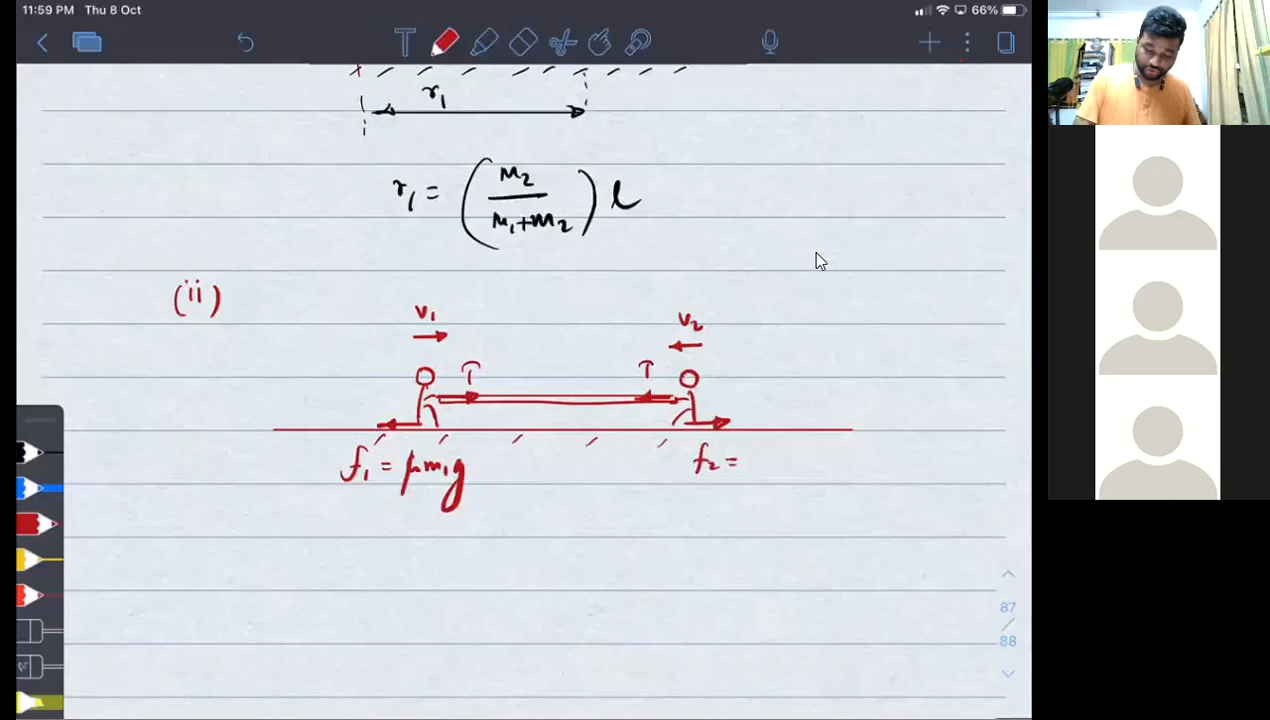 11:59 PM Thu 8 Oct 66%
r₁
r₁ = (m₂ / (m₁+m₂)) l
(ii)
v₁ v₂
T T
f₁ = μm₁g f₂ =
87
/
88